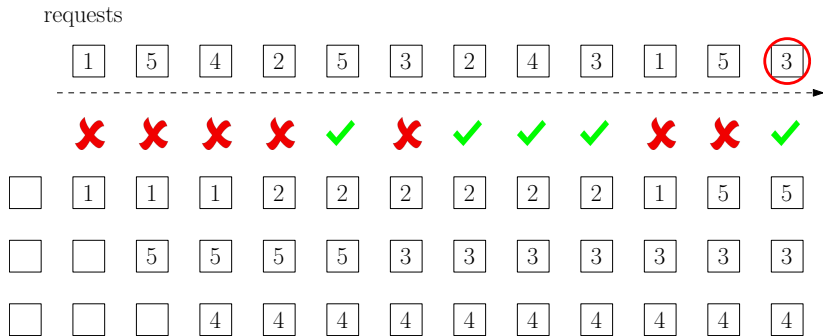 requests
1 5 4 2 5 3 2 4 3 1 5 3
1 1 1 2 2 2 2 2 2 1 5 5
5 5 5 5 3 3 3 3 3 3 3
4 4 4 4 4 4 4 4 4 4